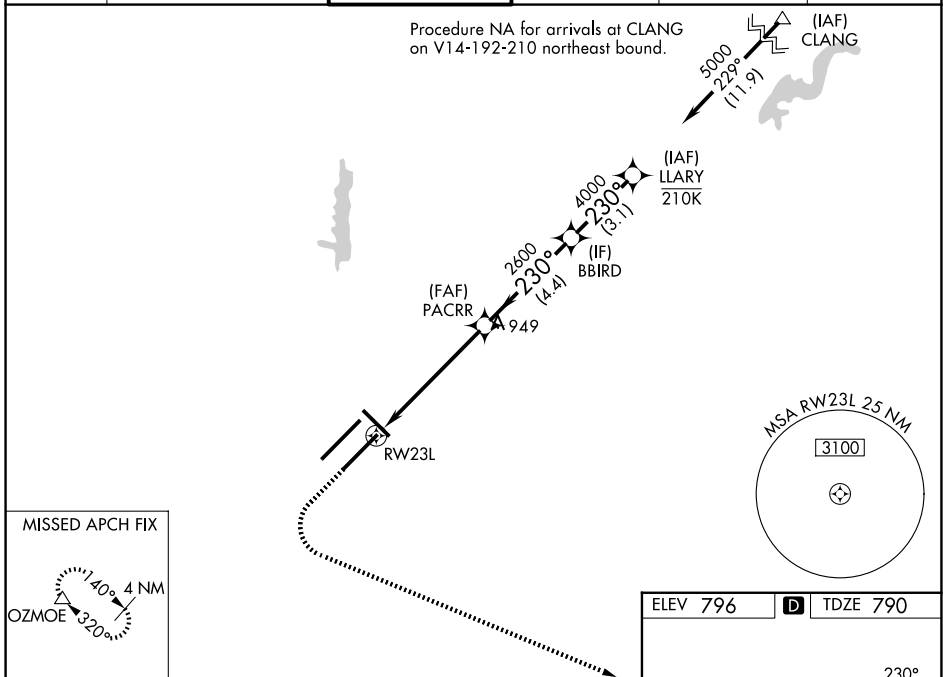 Procedure NA for arrivals at CLANG
on V14-192-210 northeast bound.
(IAF)
CLANG
5000
229°
(11.9)
(IAF)
LLARY
210K
4000
230°
(3.1)
(IF)
BBIRD
2600
230°
(4.4)
(FAF)
PACRR
949
RW23L
MSA RW23L 25 NM
3100
MISSED APCH FIX
140°
4 NM
OZMOE
320°
ELEV 796
D
TDZE 790
230°